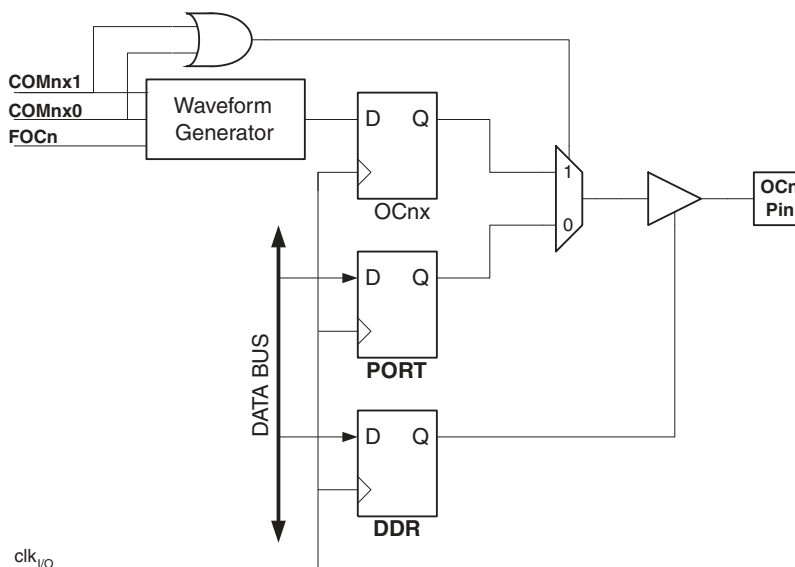 COMnx1
COMnx0
FOCn
Waveform
Generator
D Q
OCnx
1
0
OCn
Pin
D Q
PORT
D Q
DDR
DATA BUS
clkI/O